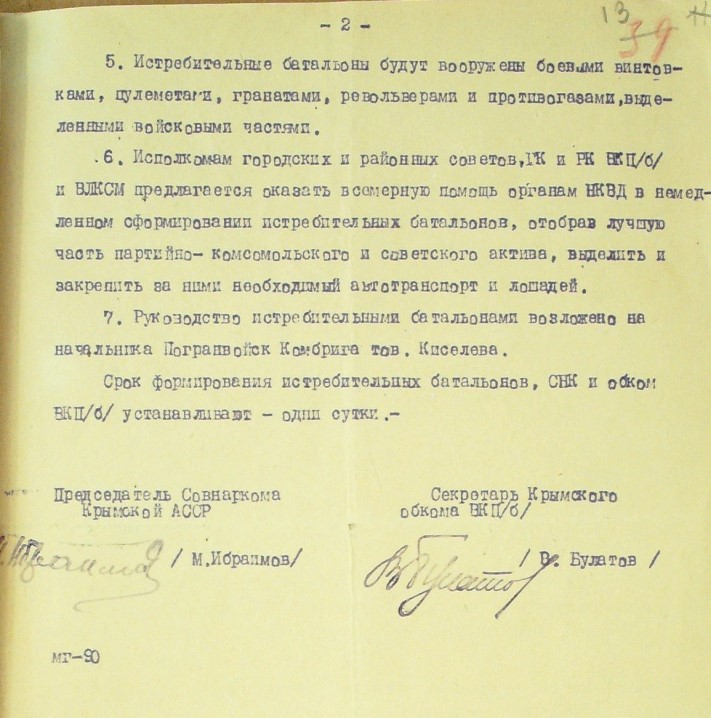 - 2 -
13
39
5. Истребительные батальоны будут вооружены боевыми винтов-
ками, пулеметами, гранатами, револьверами и противогазами,выде-
ленными войсковыми частями.
.6. Исполкомам городских и районных советов,ГК и РК ВКП/б/
и ВЛКСМ предлагается оказать всемерную помощь органам НКВД в немед-
ленном сформировании истребительных батальонов, отобрав лучшую
часть партийно- комсомольского и советского актива, выделить и
закрепить за ними необходимый автотранспорт и лошадей.
7. Руководство истребительными батальонами возложено на
начальника Погранвойск Комбрига тов. Киселева.
Срок формирования истребительных батальонов, СНК и обком
ВКП/б/ устанавливают - одни сутки.-
Председатель Совнаркома
Крымской АССР
/ М.Ибраимов/
Секретарь Крымского
обкома ВКП/б/
В Булатов
/ В. Булатов /
мг-90